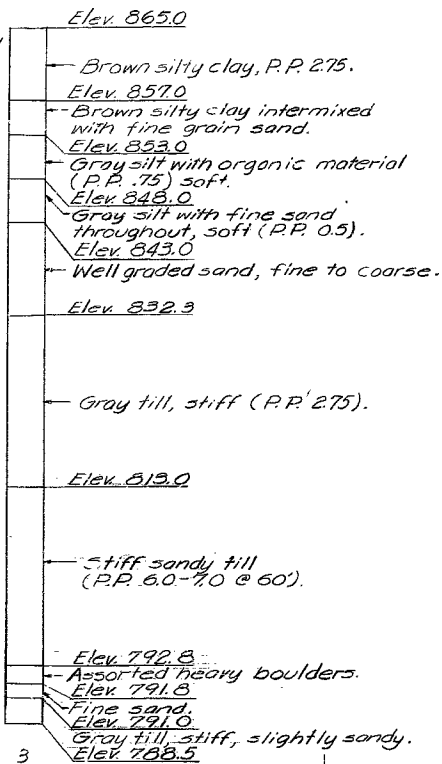 Elev. 865.0
Brown silty clay, P.P. 2.75.
Elev. 857.0
Brown silty clay intermixed
with fine grain sand.
Elev. 853.0
Gray silt with organic material
(P.P. .75) soft.
Elev. 848.0
Gray silt with fine sand
throughout, soft (P.P. 0.5).
Elev. 843.0
Well graded sand, fine to coarse.
Elev. 832.3
Gray till, stiff (P.P. 2.75).
Elev. 813.0
Stiff sandy till
(P.P. 6.0-7.0 @ 60').
Elev. 792.8
Assorted heavy boulders.
Elev. 791.8
Fine sand.
Elev. 791.0
Gray till, stiff, slightly sandy.
Elev. 788.5
3